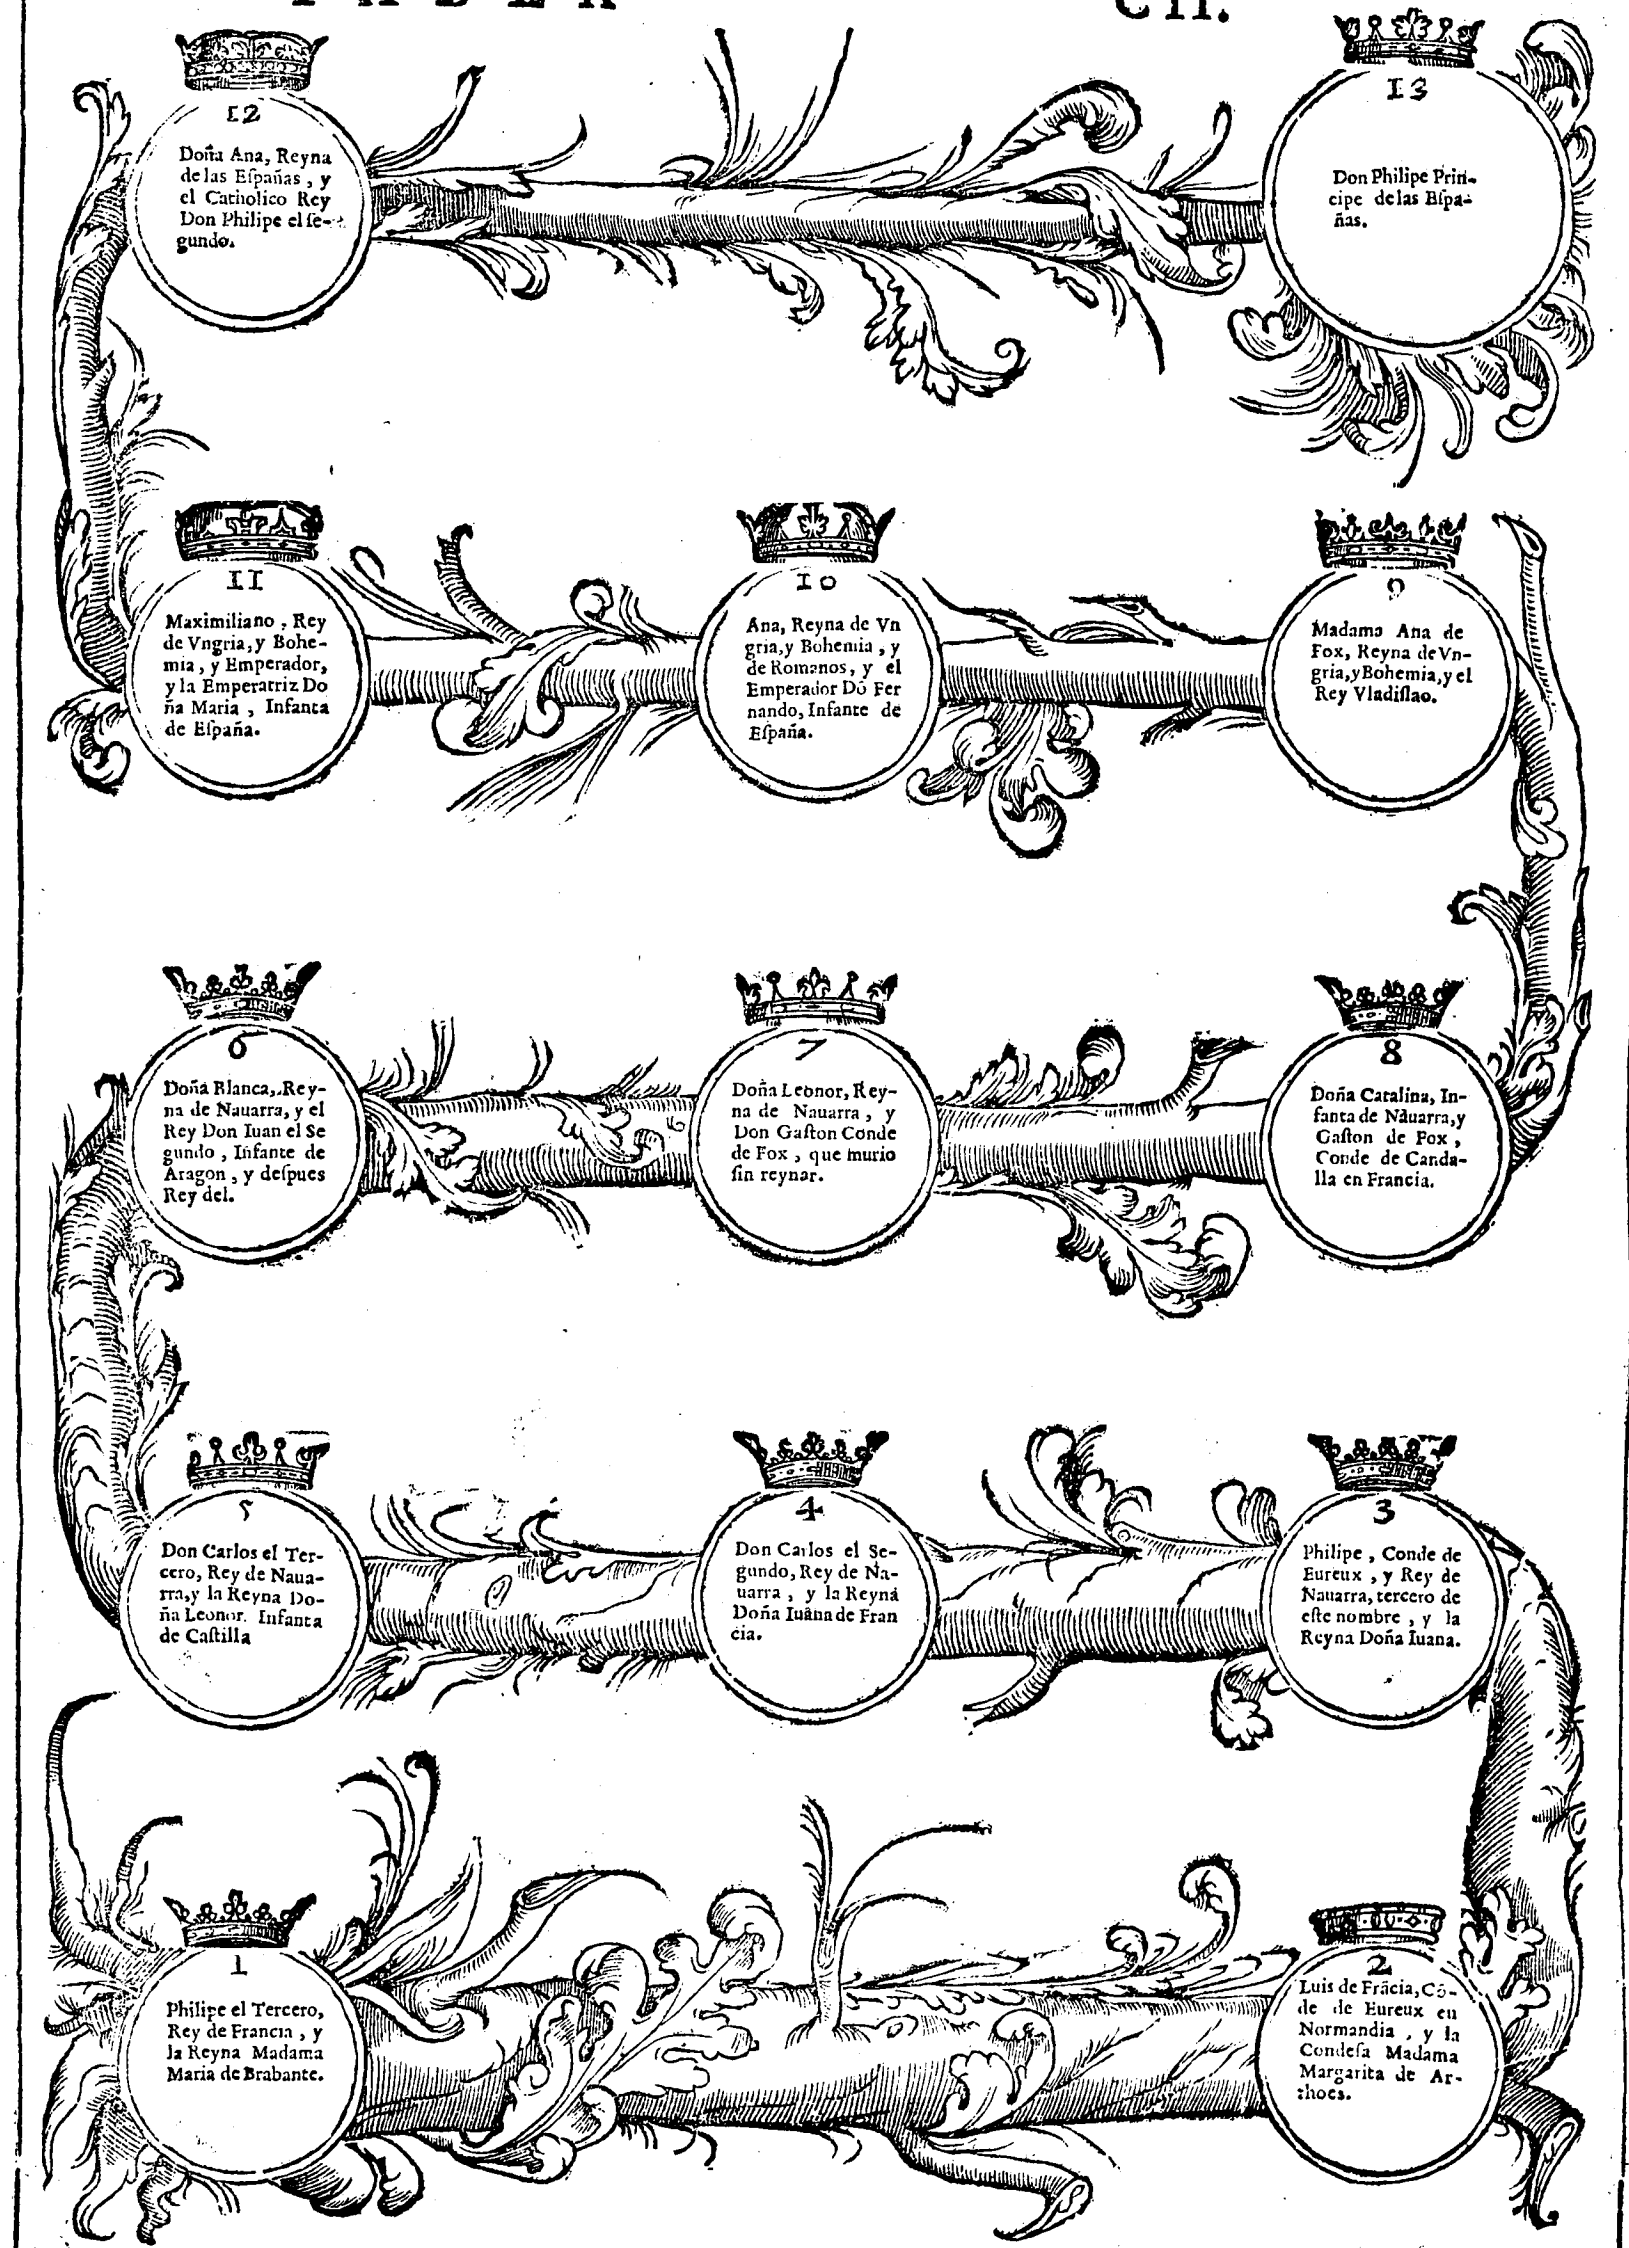 CII.
12
Doña Ana, Reyna
de las Eſpañas, y
el Catholico Rey
Don Philipe el ſe-
gundo.
13
Don Philipe Prin-
cipe de las Eſpa-
ñas.
11
Maximiliano, Rey
de Vngria, y Bohe-
mia, y Emperador,
y la Emperatriz Do
ña Maria, Infanta
de Eſpaña.
10
Ana, Reyna de Vn
gria, y Bohemia, y
de Romanos, y el
Emperador Dō Fer
nando, Infante de
Eſpaña.
9
Madama Ana de
Fox, Reyna de Vn-
gria, y Bohemia, y el
Rey Vladiſlao.
6
Doña Blanca, Rey-
na de Nauarra, y el
Rey Don Iuan el Se
gundo, Infante de
Aragon, y deſpues
Rey del.
7
Doña Leonor, Rey-
na de Nauarra, y
Don Gaſton Conde
de Fox, que murio
ſin reynar.
8
Doña Catalina, In-
fanta de Nauarra, y
Gaſton de Fox,
Conde de Canda-
lla en Francia.
5
Don Carlos el Ter-
cero, Rey de Naua-
rra, y la Reyna Do-
ña Leonor. Infanta
de Caſtilla
4
Don Carlos el Se-
gundo, Rey de Na-
uarra, y la Reyna
Doña Iuana de Fran
cia.
3
Philipe, Conde de
Eureux, y Rey de
Nauarra, tercero de
eſte nombre, y la
Reyna Doña Iuana.
1
Philipe el Tercero,
Rey de Francia, y
la Reyna Madama
Maria de Brabante.
2
Luis de Frãcia, Cõ-
de de Eureux en
Normandia, y la
Condeſa Madama
Margarita de Ar-
thoes.